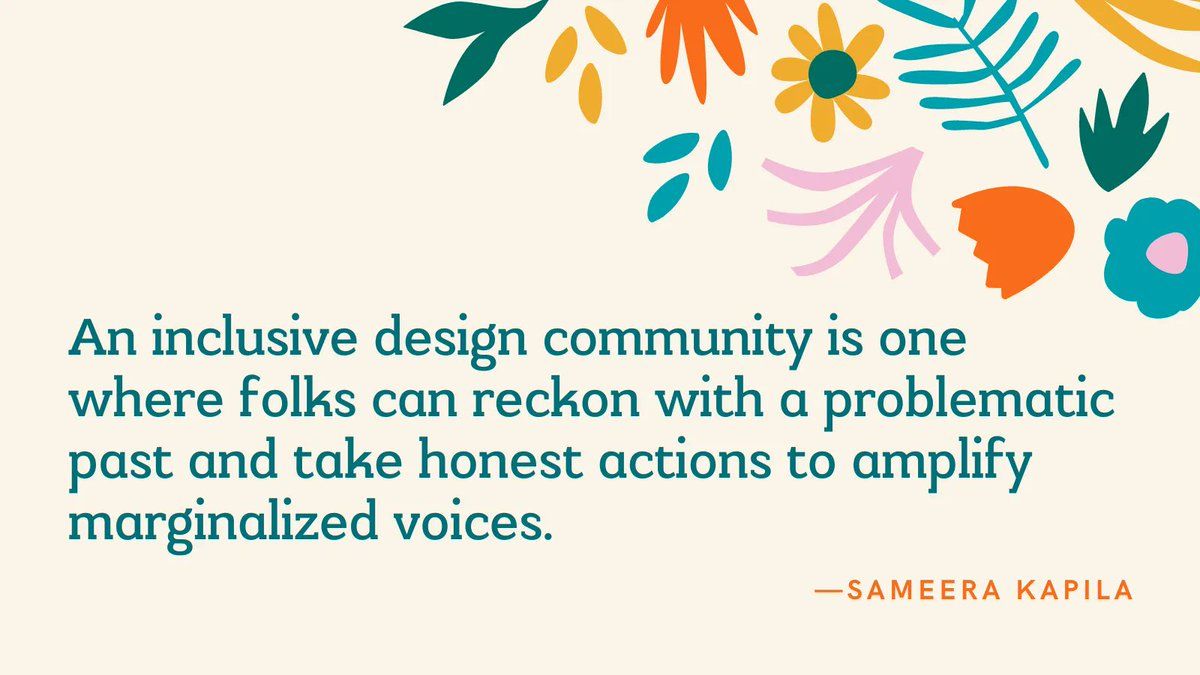 An inclusive design community is one
where folks can reckon with a problematic
past and take honest actions to amplify
marginalized voices.
—SAMEERA KAPILA